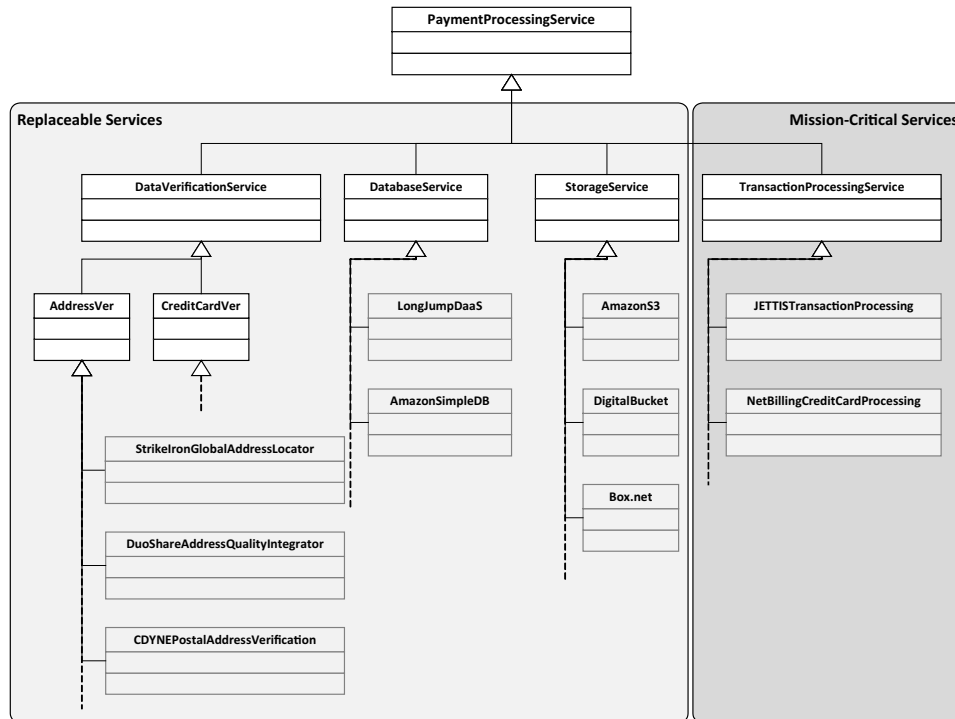 PaymentProcessingService
Replaceable Services
Mission-Critical Services
DataVerificationService
DatabaseService
StorageService
TransactionProcessingService
AddressVer
CreditCardVer
LongJumpDaaS
AmazonS3
JETTISTransactionProcessing
AmazonSimpleDB
DigitalBucket
NetBillingCreditCardProcessing
StrikeIronGlobalAddressLocator
Box.net
DuoShareAddressQualityIntegrator
CDYNEPostalAddressVerification